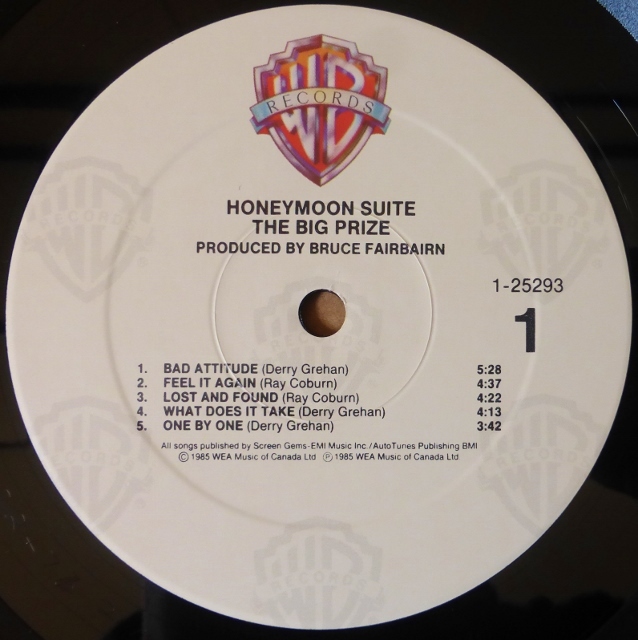 WB
RECORDS
HONEYMOON SUITE
THE BIG PRIZE
PRODUCED BY BRUCE FAIRBAIRN
1-25293
1
1. BAD ATTITUDE (Derry Grehan) 5:28
2. FEEL IT AGAIN (Ray Coburn) 4:37
3. LOST AND FOUND (Ray Coburn) 4:22
4. WHAT DOES IT TAKE (Derry Grehan) 4:13
5. ONE BY ONE (Derry Grehan) 3:42
All songs published by Screen Gems-EMI Music Inc./AutoTunes Publishing BMI
© 1985 WEA Music of Canada Ltd ℗ 1985 WEA Music of Canada Ltd